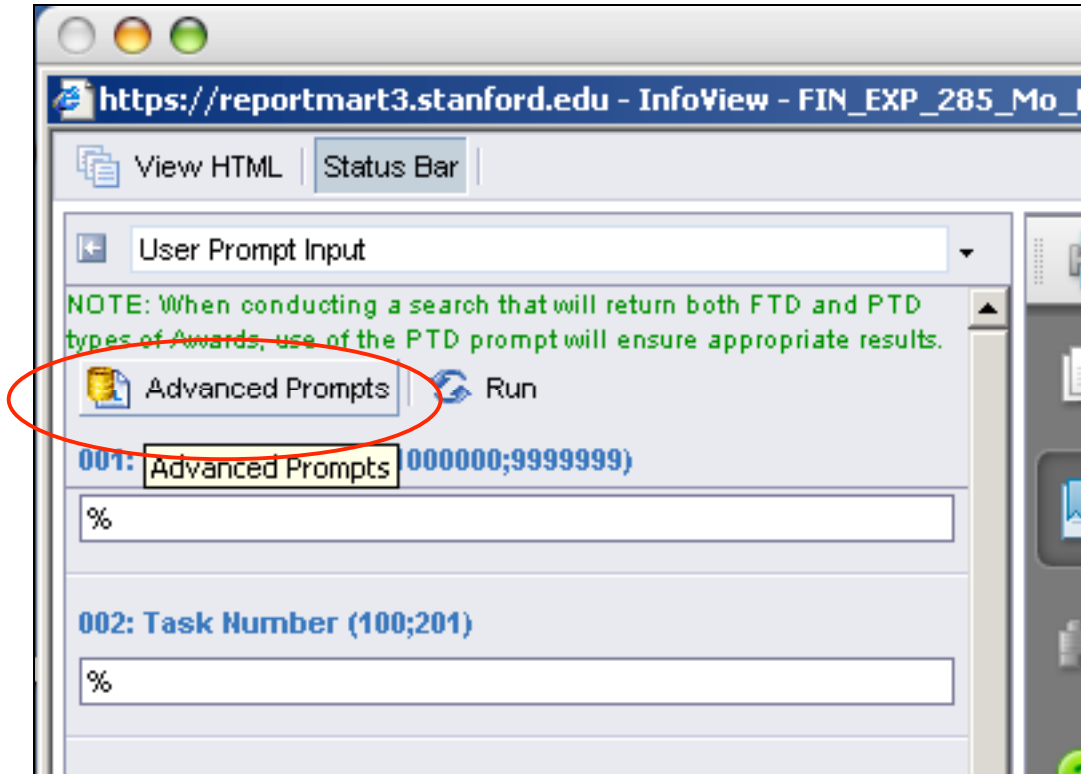 https://reportmart3.stanford.edu - InfoView - FIN_EXP_285_Mo_
View HTML Status Bar
User Prompt Input
NOTE: When conducting a search that will return both FTD and PTD
types of Awards, use of the PTD prompt will ensure appropriate results.
Advanced Prompts Run
001: 1000000;9999999)
Advanced Prompts
%
002: Task Number (100;201)
%